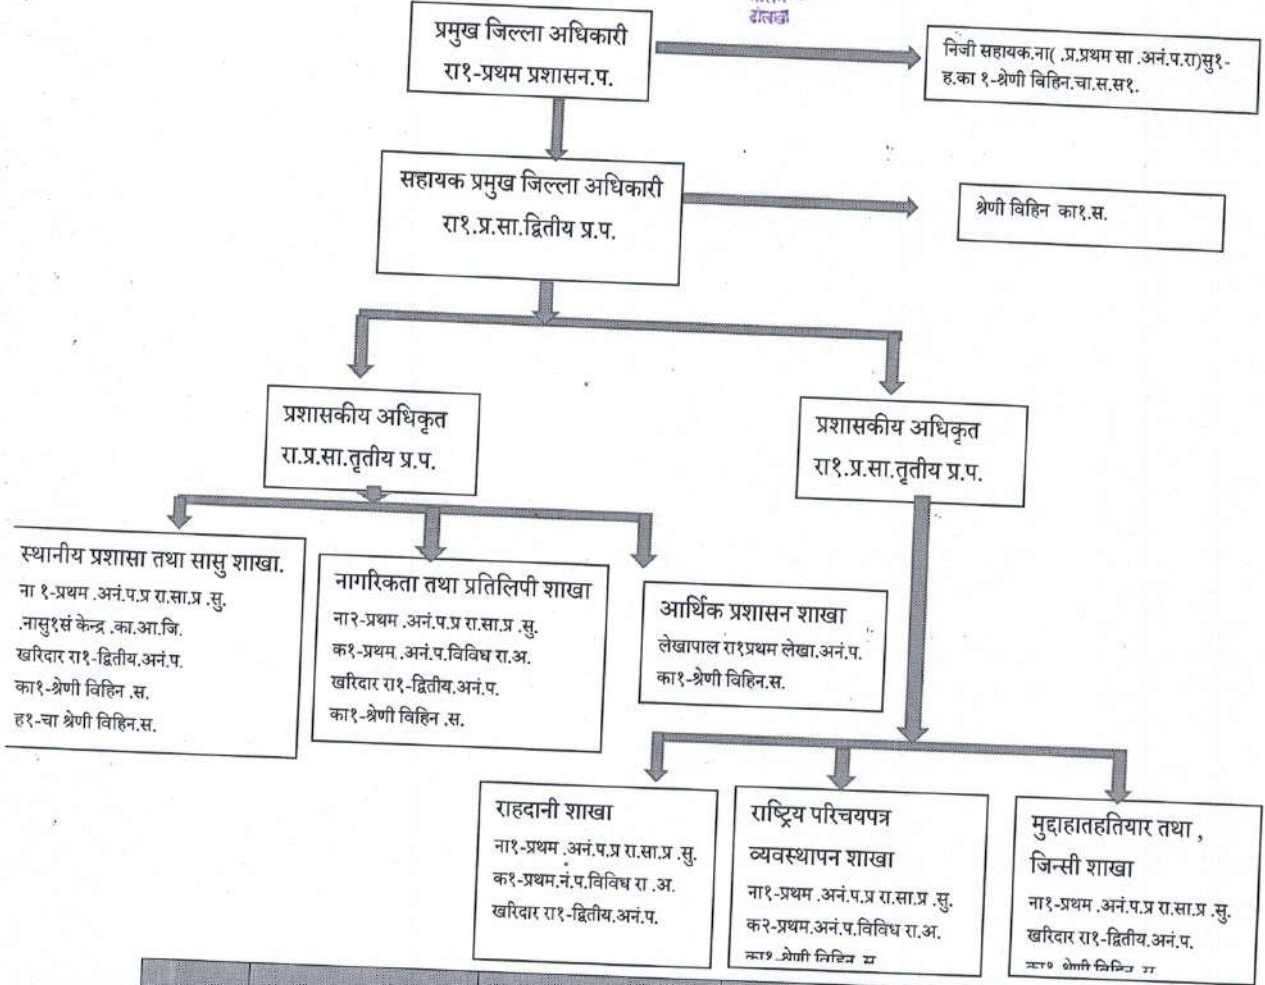 दोलखा
प्रमुख जिल्ला अधिकारी
रा१-प्रथम प्रशासन.प.
निजी सहायक.ना( .प्र.प्रथम सा .अनं.प.रा)सु१-
ह.का १-श्रेणी विहिन.चा.स.स१.
सहायक प्रमुख जिल्ला अधिकारी
रा१.प्र.सा.द्वितीय प्र.प.
श्रेणी विहिन का१.स.
प्रशासकीय अधिकृत
रा.प्र.सा.तृतीय प्र.प.
प्रशासकीय अधिकृत
रा१.प्र.सा.तृतीय प्र.प.
स्थानीय प्रशासा तथा सासु शाखा.
ना १-प्रथम .अनं.प.प्र रा.सा.प्र .सु.
.नासु१सं केन्द्र .का.आ.जि.
खरिदार रा१-द्वितीय.अनं.प.
का१-श्रेणी विहिन .स.
ह१-चा श्रेणी विहिन.स.
नागरिकता तथा प्रतिलिपी शाखा
ना२-प्रथम .अनं.प.प्र रा.सा.प्र .सु.
क१-प्रथम .अनं.प.विविध रा.अ.
खरिदार रा१-द्वितीय.अनं.प.
का१-श्रेणी विहिन .स.
आर्थिक प्रशासन शाखा
लेखापाल रा१प्रथम लेखा.अनं.प.
का१-श्रेणी विहिन.स.
राहदानी शाखा
ना१-प्रथम .अनं.प.प्र रा.सा.प्र .सु.
क१-प्रथम.नं.प.विविध रा .अ.
खरिदार रा१-द्वितीय.अनं.प.
राष्ट्रिय परिचयपत्र
व्यवस्थापन शाखा
ना१-प्रथम .अनं.प.प्र रा.सा.प्र .सु.
क२-प्रथम.अनं.प.विविध रा.अ.
का१-श्रेणी विहिन स
मुद्दाहातहतियार तथा ,
जिन्सी शाखा
ना१-प्रथम .अनं.प.प्र रा.सा.प्र .सु.
खरिदार रा१-द्वितीय.अनं.प.
का१ श्रेणी विहिन स